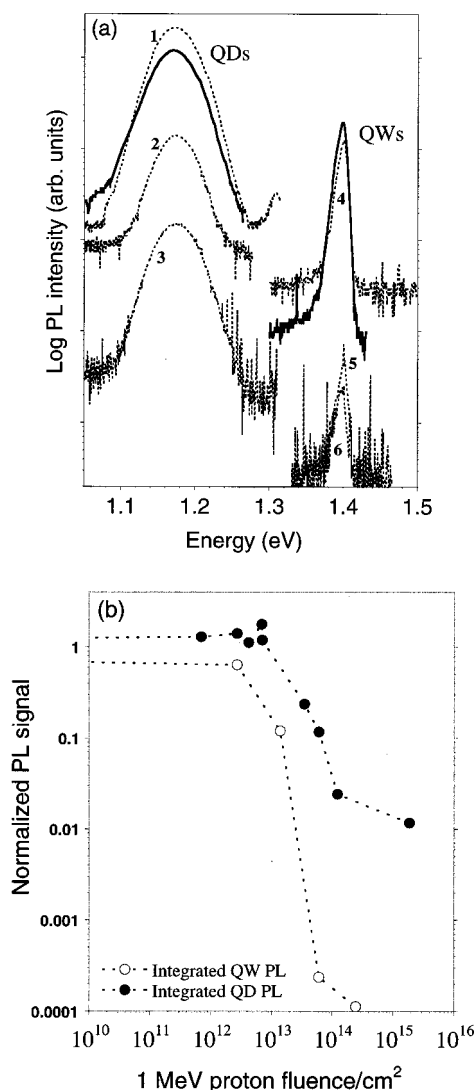 (a)
1
QDs
QWs
2
4
3
5
6
Log PL intensity (arb. units)
1.1 1.2 1.3 1.4 1.5
Energy (eV)
(b)
1
0.1
0.01
0.001
0.0001
Normalized PL signal
Integrated QW PL
Integrated QD PL
10^10 10^11 10^12 10^13 10^14 10^15 10^16
1 MeV proton fluence/cm^2